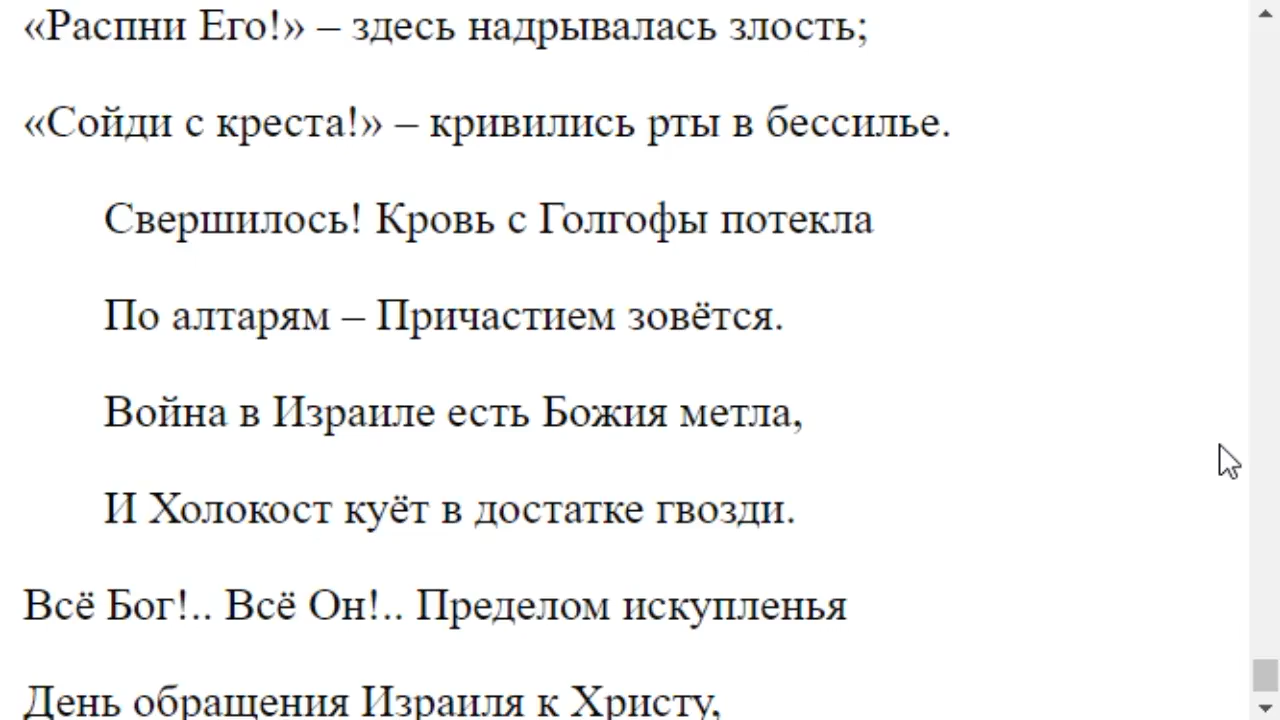 «Распни Его!» – здесь надрывалась злость;
«Сойди с креста!» – кривились рты в бессилье.
Свершилось! Кровь с Голгофы потекла
По алтарям – Причастием зовётся.
Война в Израиле есть Божия метла,
И Холокост куёт в достатке гвозди.
Всё Бог!.. Всё Он!.. Пределом искупленья
День обращения Израиля к Христу,